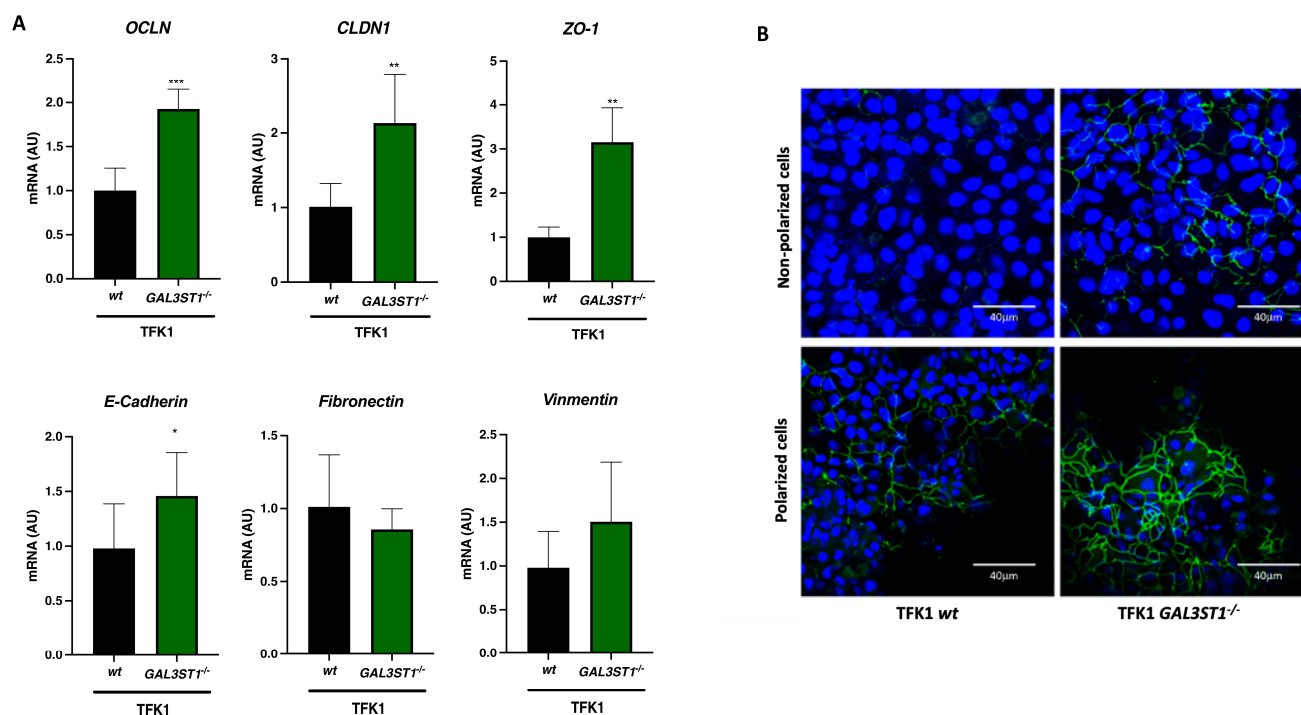 A
OCLN
mRNA (AU)
2.5
2.0
1.5
1.0
0.5
0.0
***
wt
GAL3ST1-/-
TFK1
CLDN1
mRNA (AU)
3
2
1
0
**
wt
GAL3ST1-/-
TFK1
ZO-1
mRNA (AU)
5
4
3
2
1
0
**
wt
GAL3ST1-/-
TFK1
E-Cadherin
mRNA (AU)
2.0
1.5
1.0
0.5
0.0
*
wt
GAL3ST1-/-
TFK1
Fibronectin
mRNA (AU)
1.5
1.0
0.5
0.0
wt
GAL3ST1-/-
TFK1
Vinmentin
mRNA (AU)
2.5
2.0
1.5
1.0
0.5
0.0
wt
GAL3ST1-/-
TFK1
B
Non-polarized cells
40μm
40μm
Polarized cells
40μm
40μm
TFK1 wt
TFK1 GAL3ST1-/-